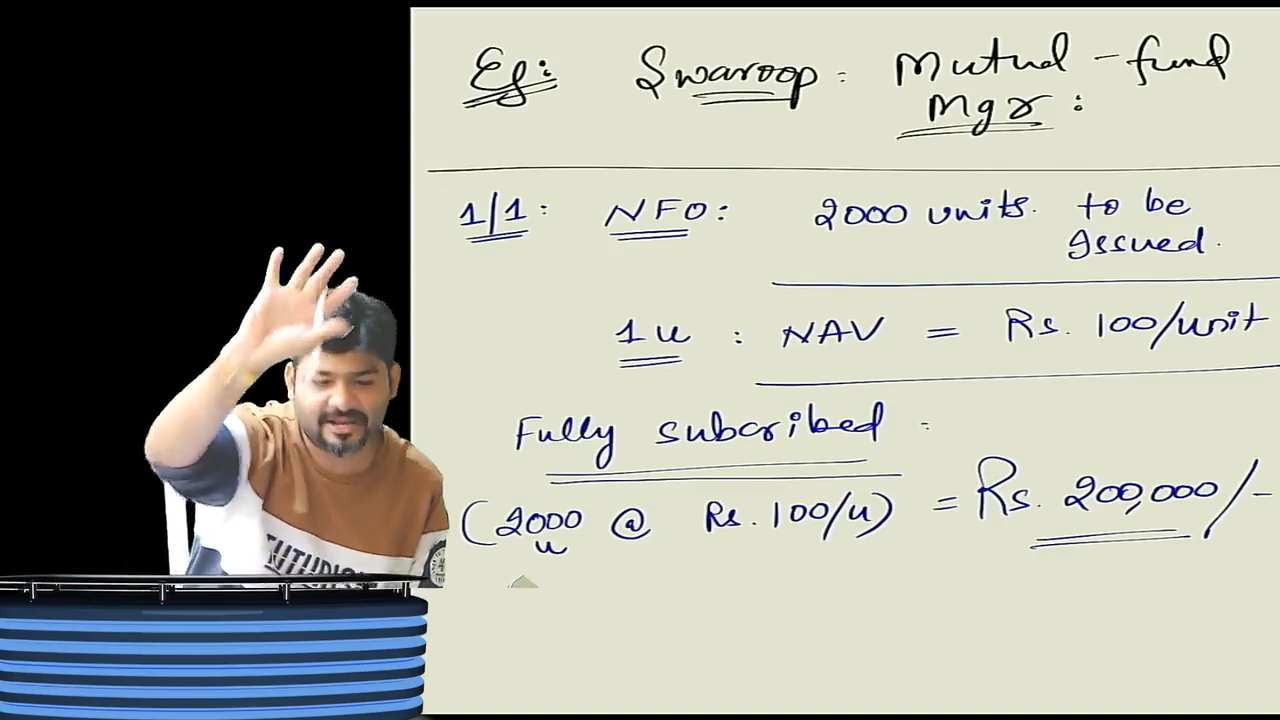 Eg: Swaroop: Mutual-fund
Mgr:
1/1: NFO: 2000 units. to be
issued.
1 u : NAV = Rs. 100/unit
Fully subcribed :
(2000 @ Rs. 100/u) = Rs. 200,000/-
u